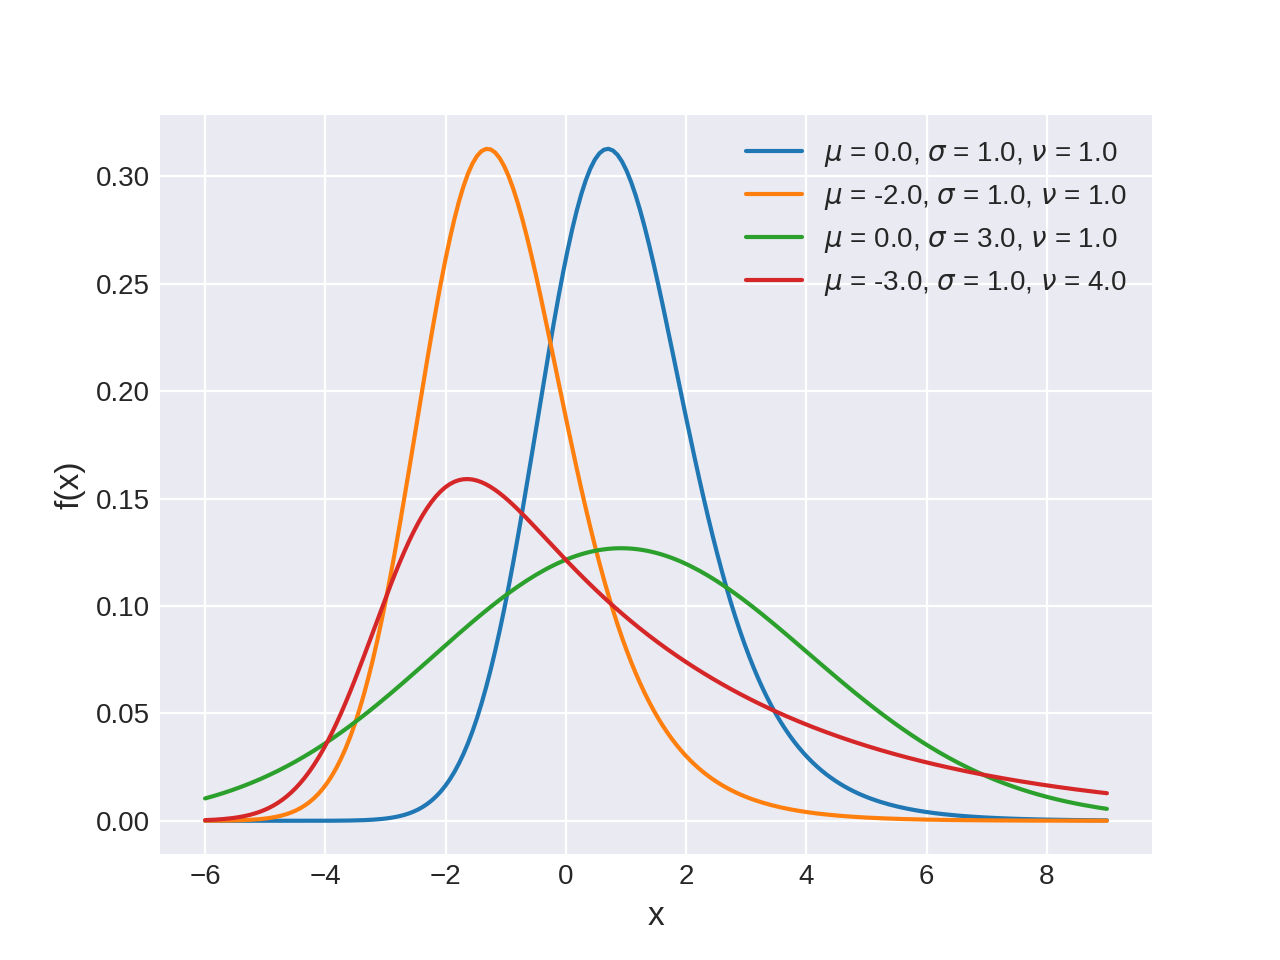 μ = 0.0, σ = 1.0, ν = 1.0
μ = -2.0, σ = 1.0, ν = 1.0
μ = 0.0, σ = 3.0, ν = 1.0
μ = -3.0, σ = 1.0, ν = 4.0
f(x)
0.30
0.25
0.20
0.15
0.10
0.05
0.00
−6 −4 −2 0 2 4 6 8
x